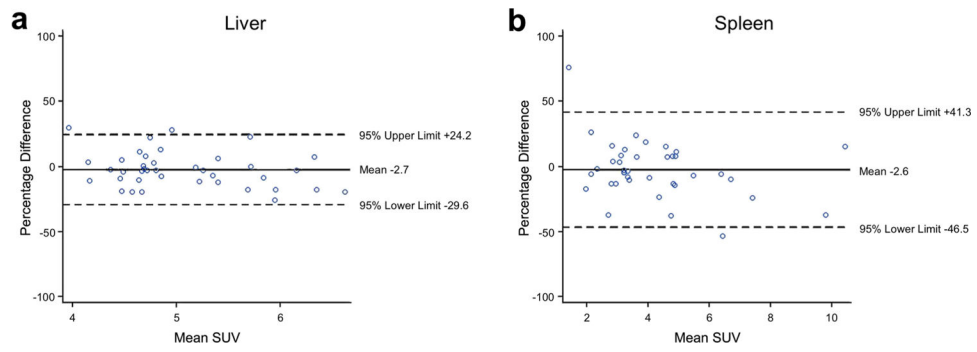 a
Liver
100
50
0
-50
-100
Percentage Difference
95% Upper Limit +24.2
Mean -2.7
95% Lower Limit -29.6
4
5
6
Mean SUV
b
Spleen
100
50
0
-50
-100
Percentage Difference
95% Upper Limit +41.3
Mean -2.6
95% Lower Limit -46.5
2
4
6
8
10
Mean SUV